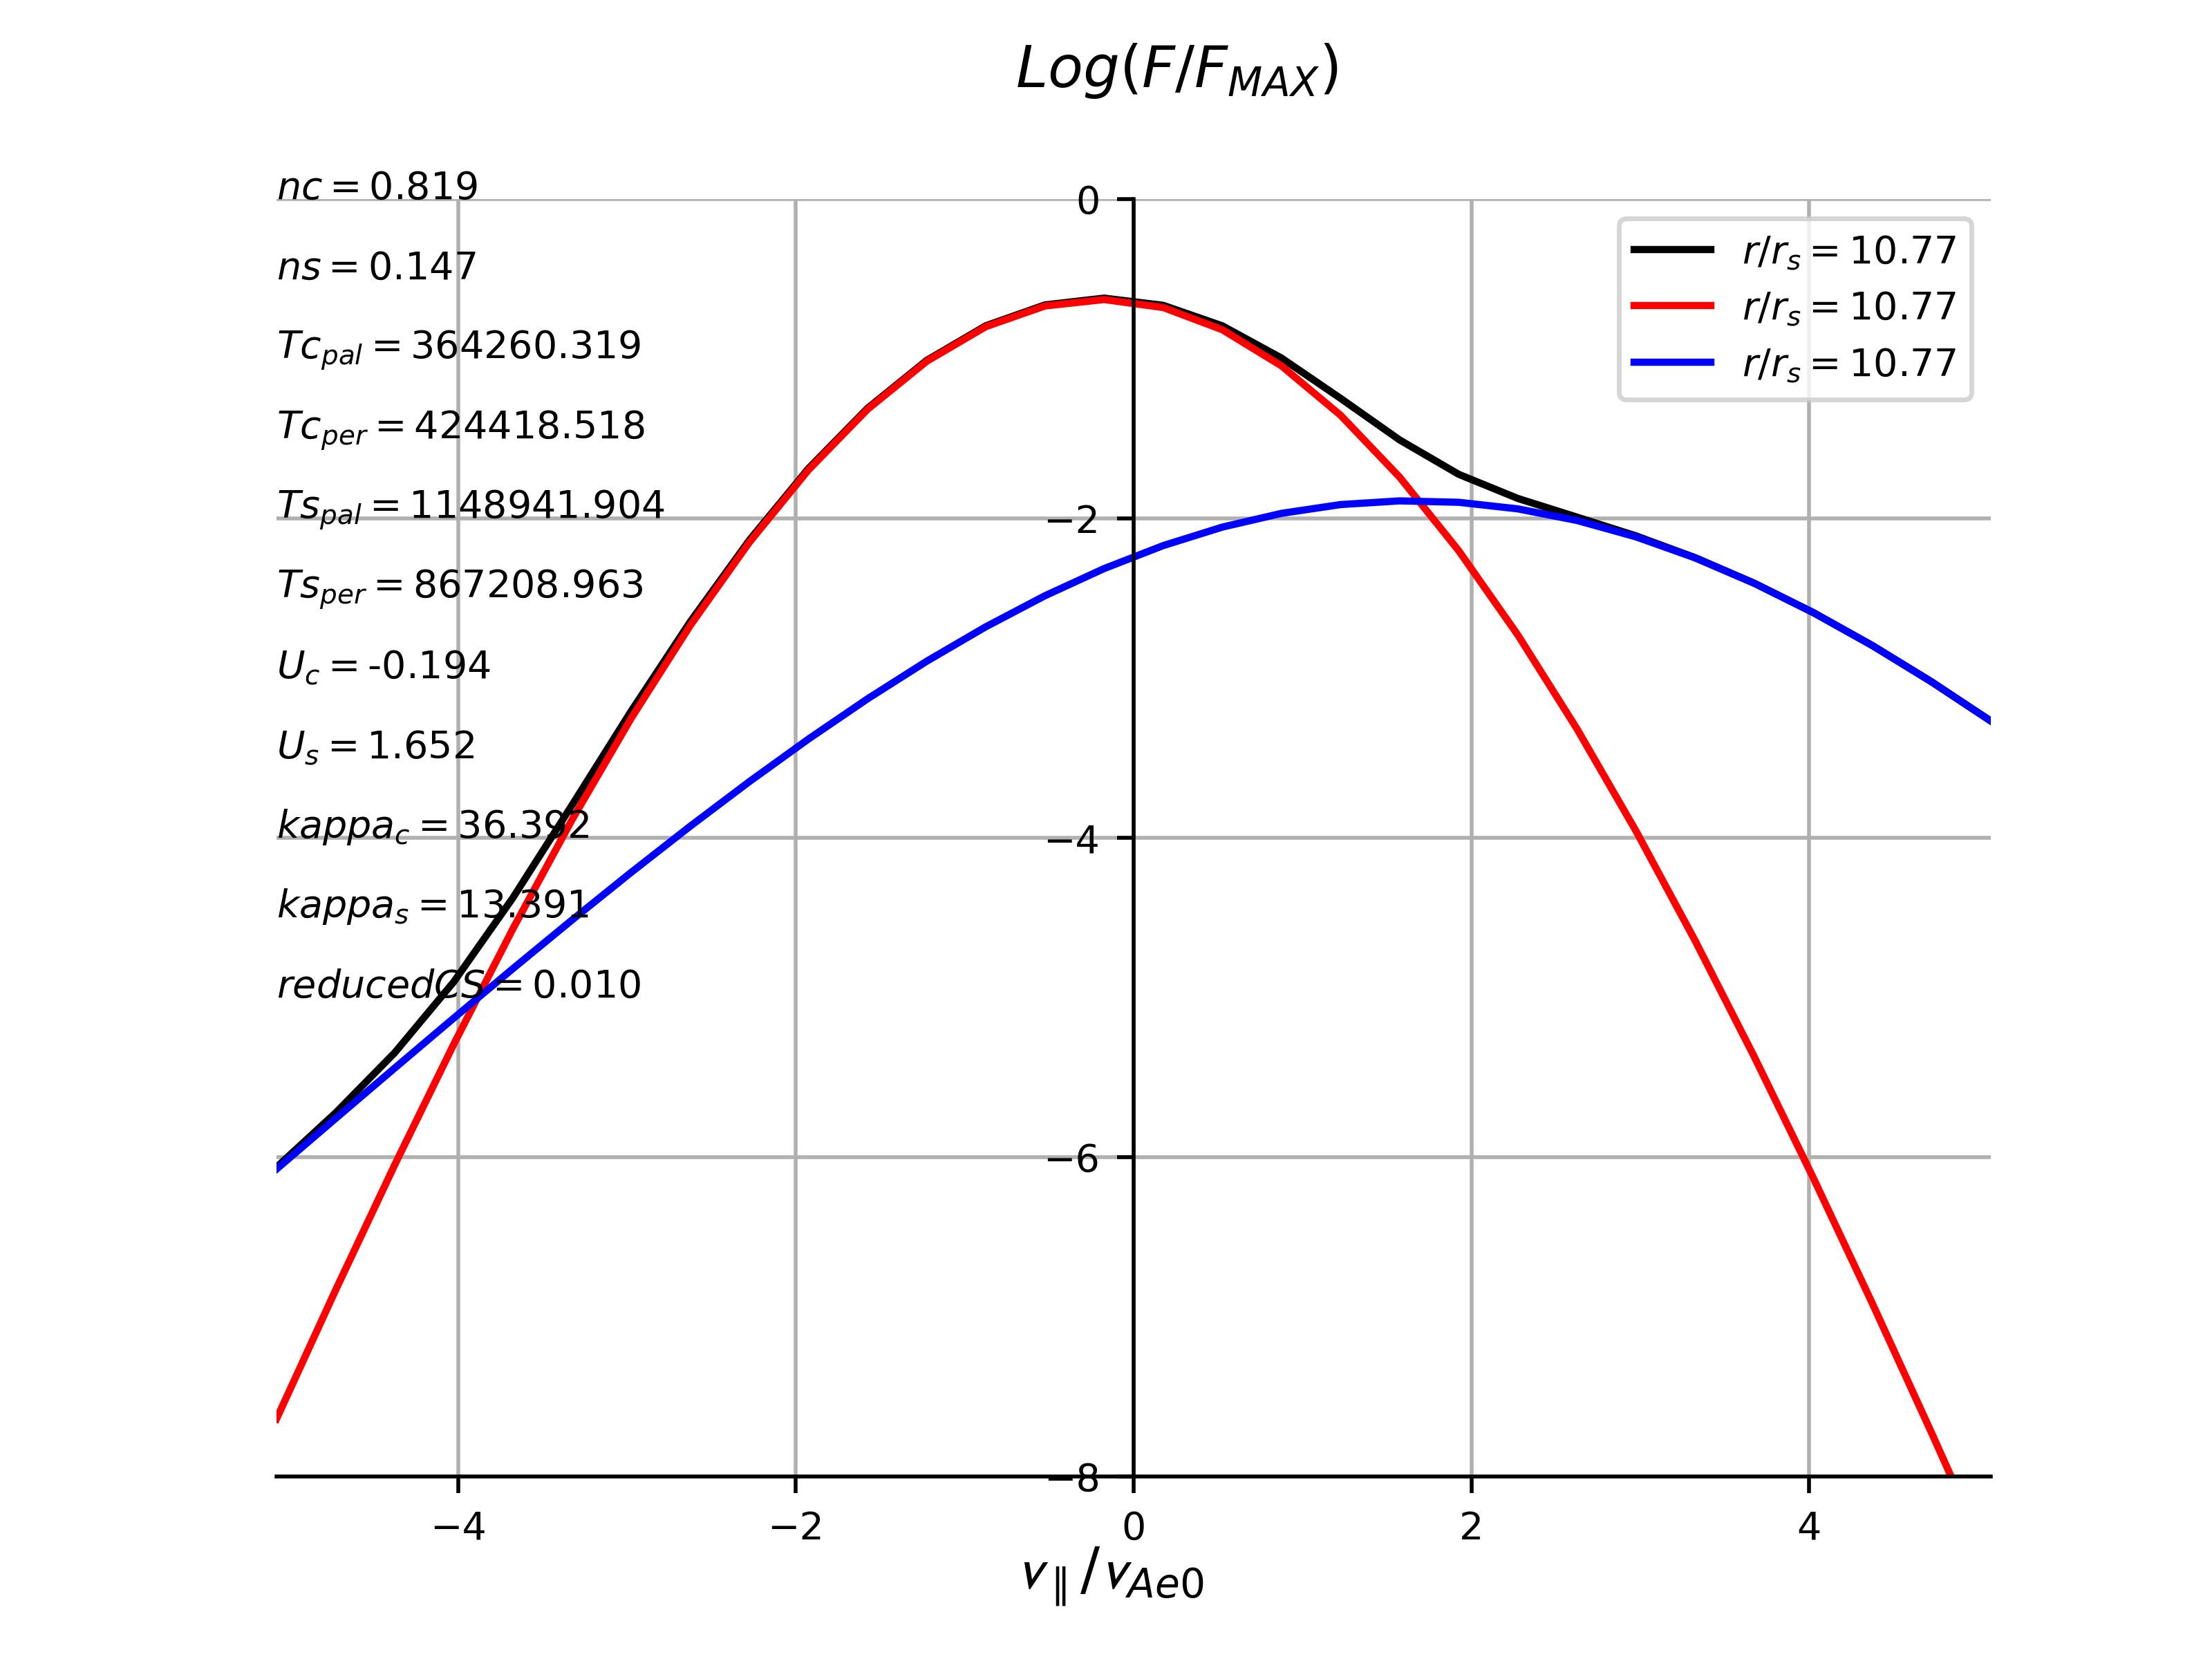 Log(F/F_MAX)
nc = 0.819
ns = 0.147
Tc_pal = 364260.319
Tc_per = 424418.518
Ts_pal = 1148941.904
Ts_per = 867208.963
U_c = -0.194
U_s = 1.652
kappa_c = 36.392
kappa_s = 13.391
reducedCS = 0.010
0
−2
−4
−6
−8
r/r_s = 10.77
r/r_s = 10.77
r/r_s = 10.77
−4 −2 0 2 4
v_∥/v_Ae0